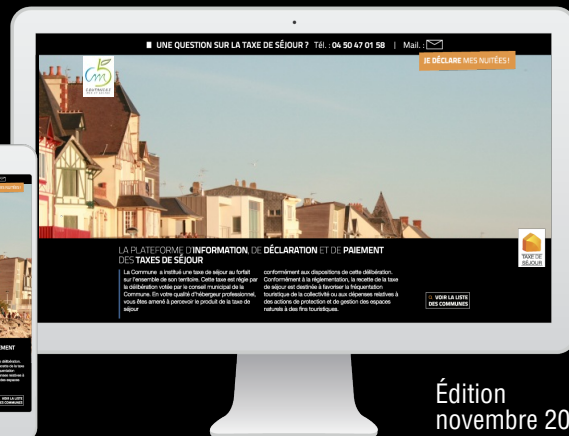 UNE QUESTION SUR LA TAXE DE SÉJOUR ? Tél. : 04 50 47 01 58 | Mail. :
JE DÉCLARE MES NUITÉES !
LA PLATEFORME D'INFORMATION, DE DÉCLARATION ET DE PAIEMENT
DES TAXES DE SÉJOUR
La Commune a institué une taxe de séjour au forfait
sur l'ensemble de son territoire. Cette taxe est régie par
la délibération votée par le conseil municipal de la
Commune. En votre qualité d'hébergeur professionnel,
vous êtes amené à percevoir le produit de la taxe de
séjour
conformément aux dispositions de cette délibération.
Conformément à la réglementation, la recette de la taxe
de séjour est destinée à favoriser la fréquentation
touristique de la collectivité ou aux dépenses relatives à
des actions de protection et de gestion des espaces
naturels à des fins touristiques.
TAXE DE
SÉJOUR
VOIR LA LISTE
DES COMMUNES
VOIR LA LISTE
DES COMMUNES
Édition
novembre 20